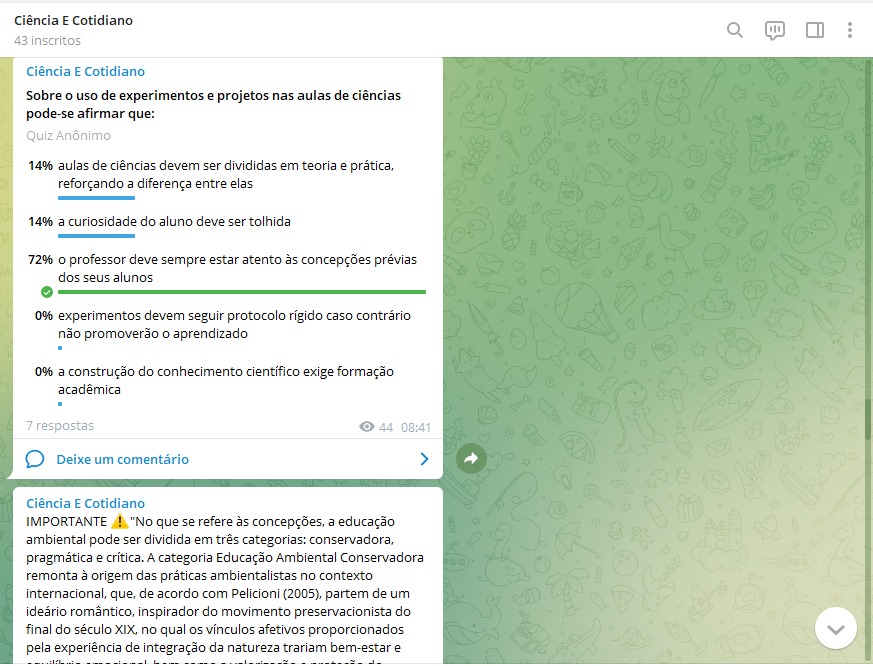 Ciência E Cotidiano
43 inscritos
Ciência E Cotidiano
Sobre o uso de experimentos e projetos nas aulas de ciências
pode-se afirmar que:
Quiz Anônimo
14% aulas de ciências devem ser divididas em teoria e prática,
reforçando a diferença entre elas
14% a curiosidade do aluno deve ser tolhida
72% o professor deve sempre estar atento às concepções prévias
dos seus alunos
0% experimentos devem seguir protocolo rígido caso contrário
não promoverão o aprendizado
0% a construção do conhecimento científico exige formação
acadêmica
7 respostas 44 08:41
Deixe um comentário
Ciência E Cotidiano
IMPORTANTE ⚠️"No que se refere às concepções, a educação
ambiental pode ser dividida em três categorias: conservadora,
pragmática e crítica. A categoria Educação Ambiental Conservadora
remonta à origem das práticas ambientalistas no contexto
internacional, que, de acordo com Pelicioni (2005), partem de um
ideário romântico, inspirador do movimento preservacionista do
final do século XIX, no qual os vínculos afetivos proporcionados
pela experiência de integração da natureza trariam bem-estar e